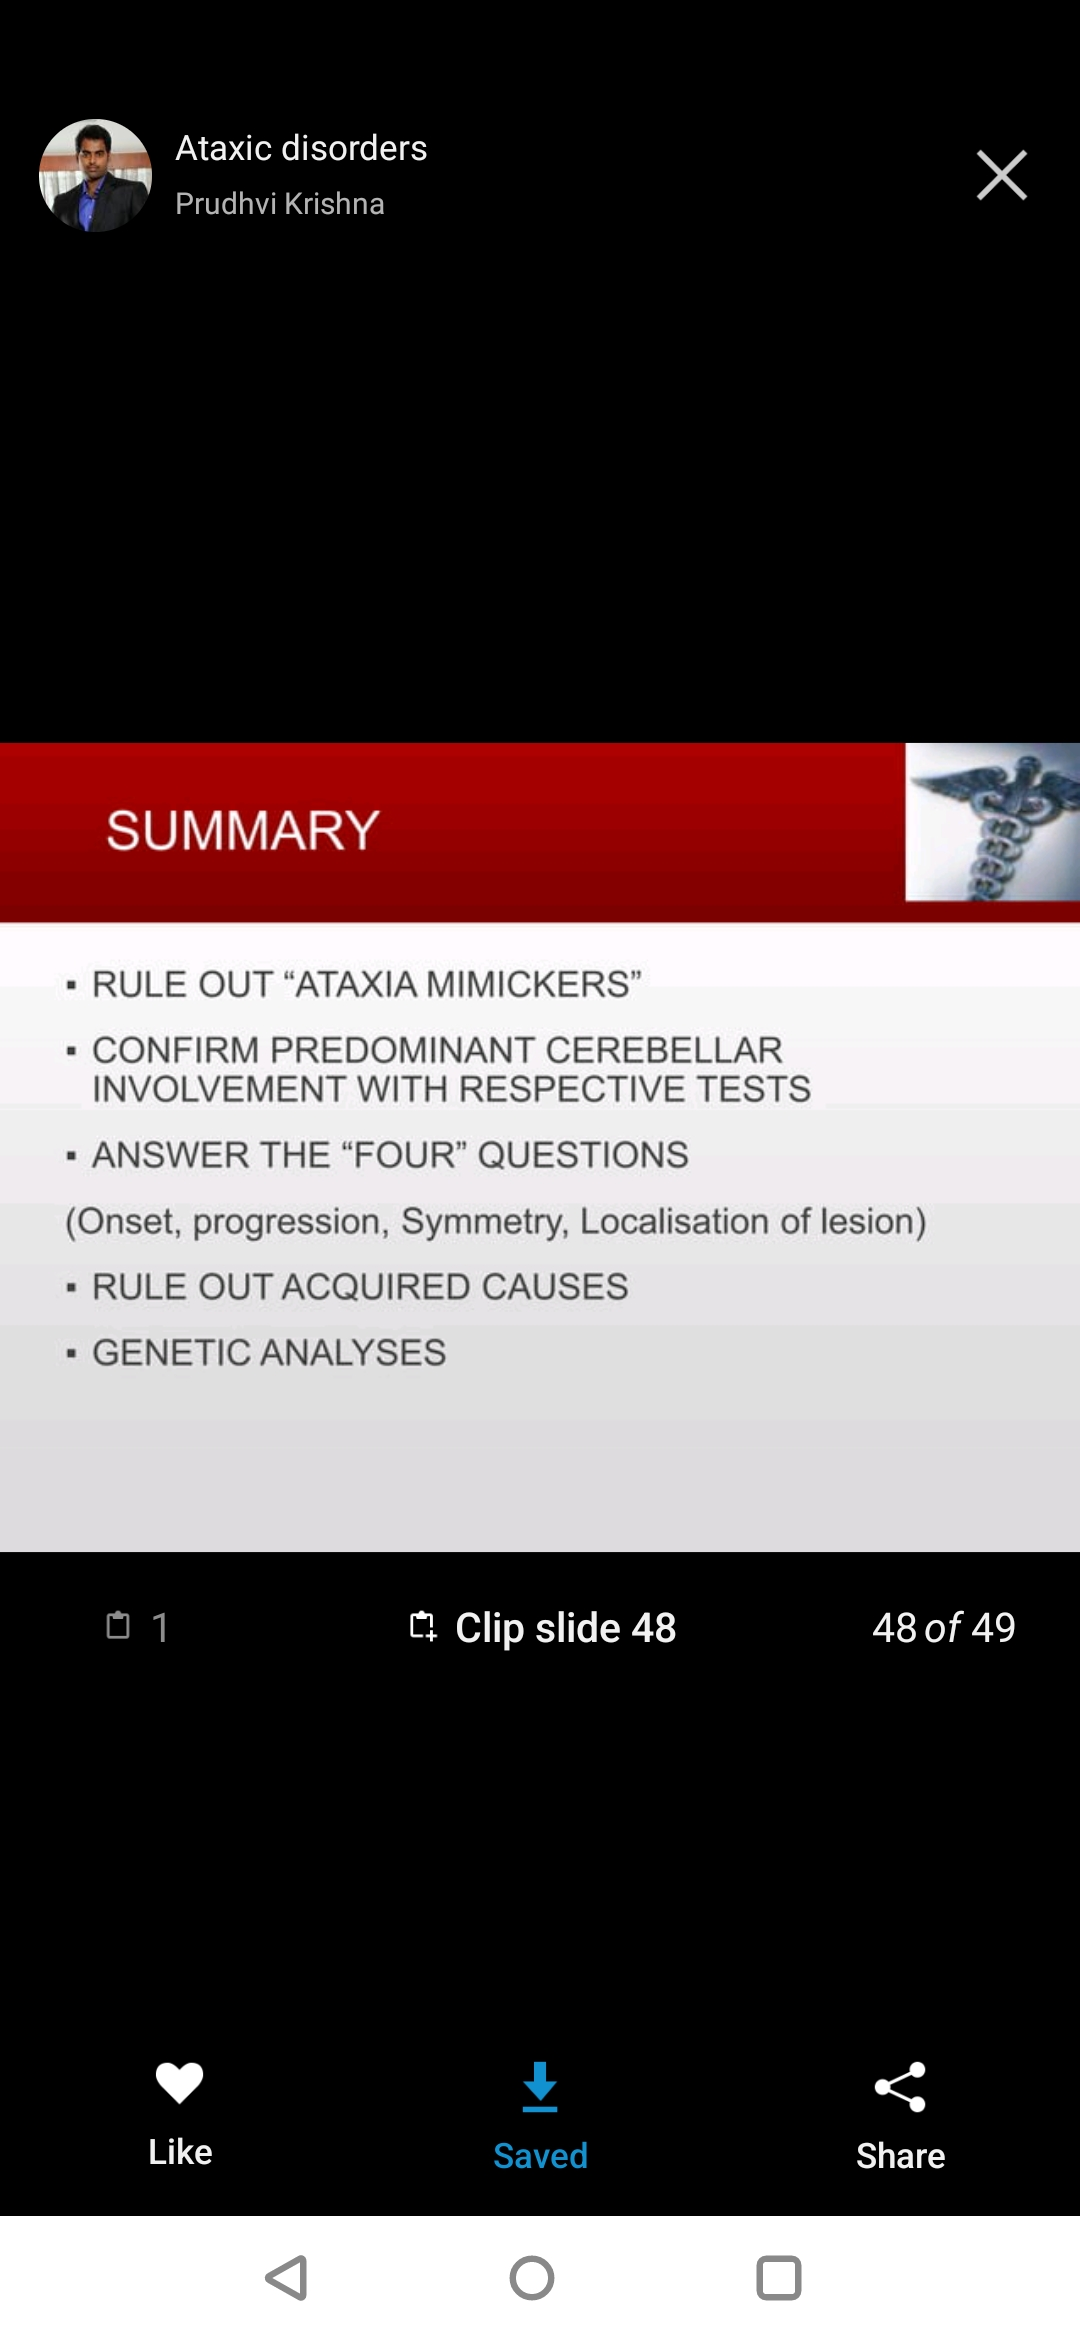 Ataxic disorders
Prudhvi Krishna
SUMMARY
▪ RULE OUT “ATAXIA MIMICKERS”
▪ CONFIRM PREDOMINANT CEREBELLAR
INVOLVEMENT WITH RESPECTIVE TESTS
▪ ANSWER THE “FOUR” QUESTIONS
(Onset, progression, Symmetry, Localisation of lesion)
▪ RULE OUT ACQUIRED CAUSES
▪ GENETIC ANALYSES
1 Clip slide 48 48 of 49
Like Saved Share